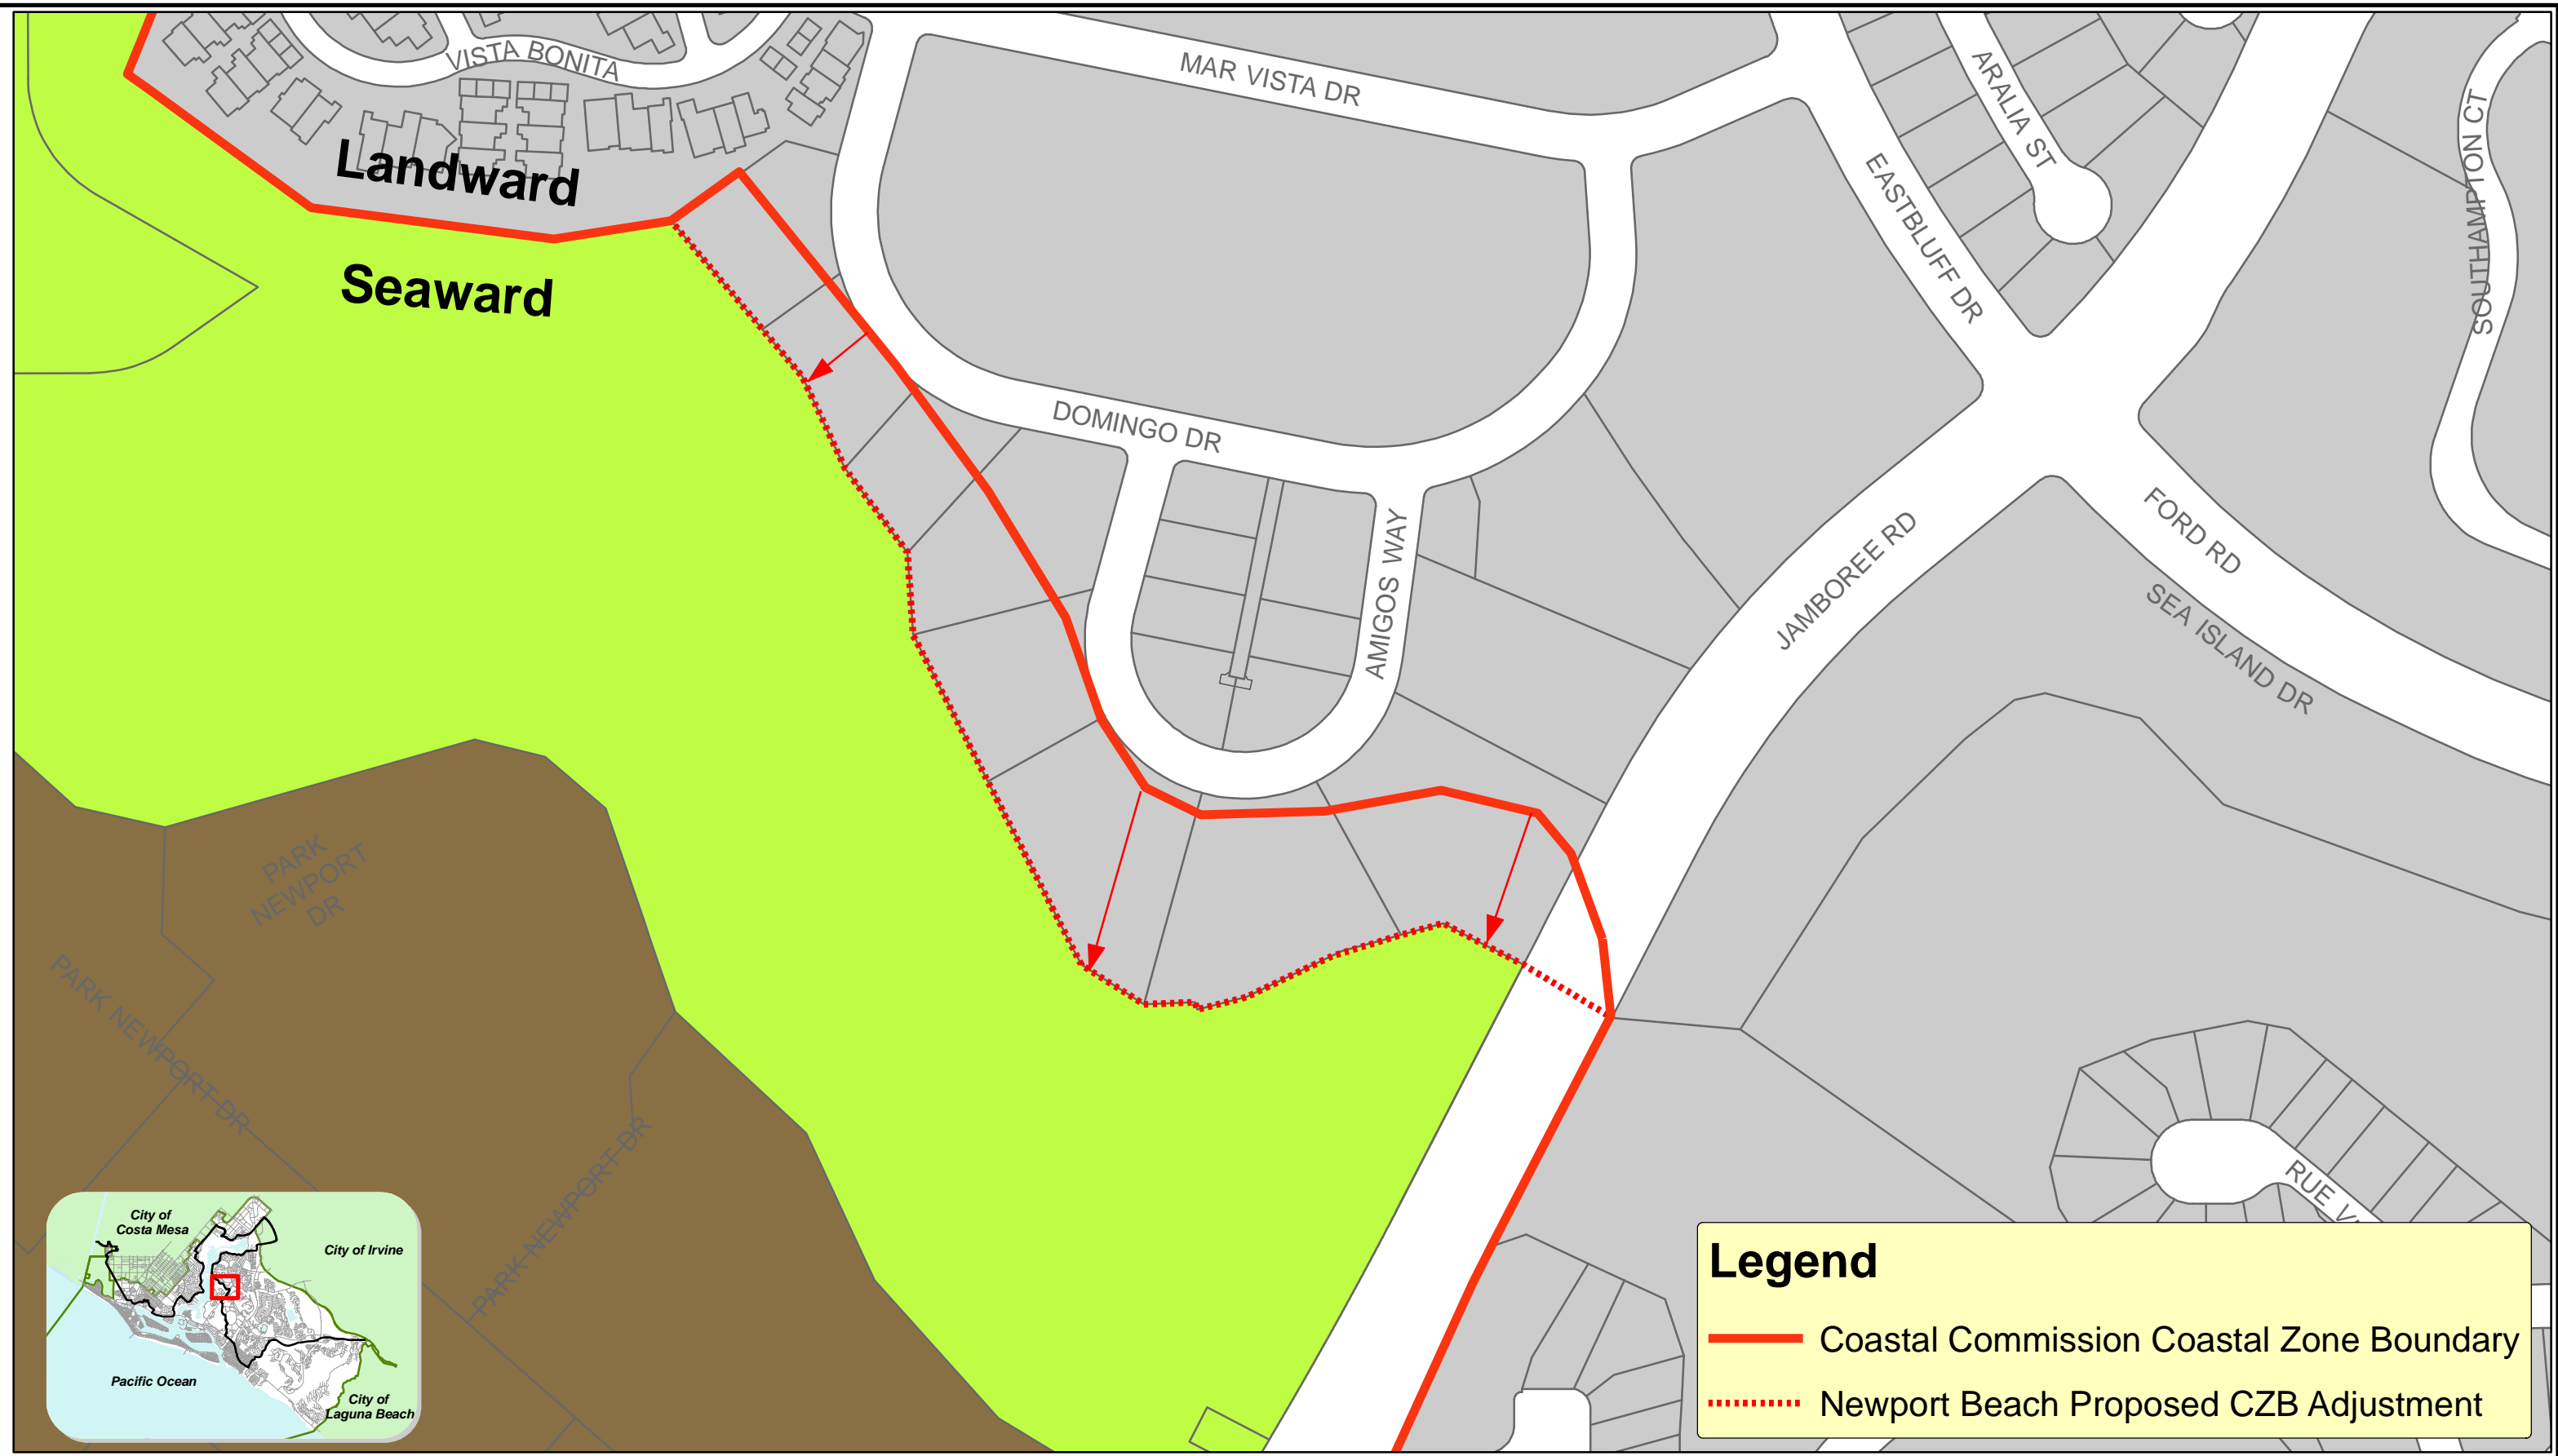 VISTA BONITA
MAR VISTA DR
ARALIA ST
SOUTHAMPTON CT
EASTBLUFF DR
Landward
Seaward
DOMINGO DR
AMIGOS WAY
JAMBOREE RD
FORD RD
SEA ISLAND DR
PARK
NEWPORT
DR
PARK NEWPORT DR
PARK NEWPORT DR
RUE
City of
Costa Mesa
City of Irvine
Pacific Ocean
City of
Laguna Beach
Legend
Coastal Commission Coastal Zone Boundary
Newport Beach Proposed CZB Adjustment